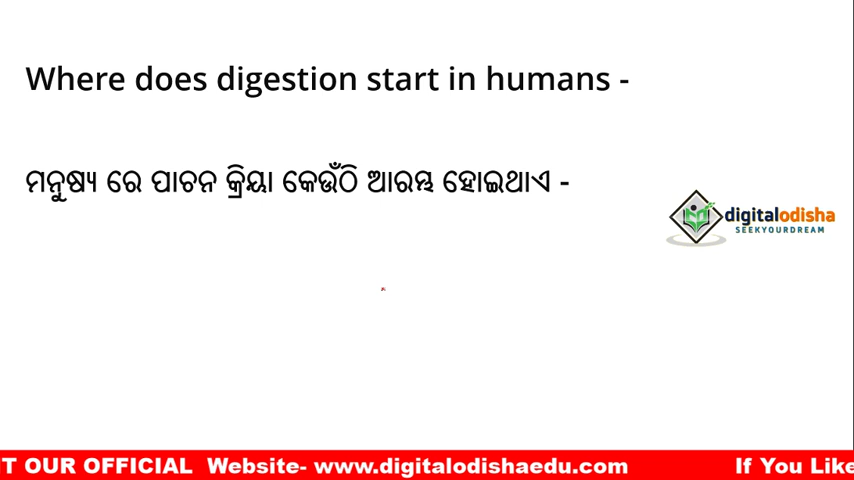 Where does digestion start in humans -
ମନୁଷ୍ୟ ରେ ପାଚନ କ୍ରିୟା କେଉଁଠି ଆରମ୍ଭ ହୋଇଥାଏ -
digitalodisha
SEEKYOURDREAM
T OUR OFFICIAL Website- www.digitalodishaedu.com If You Like